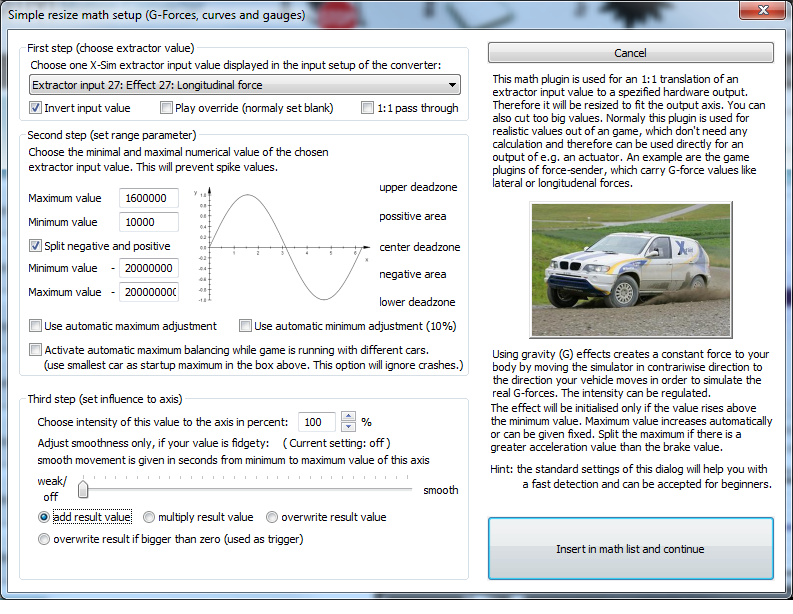 Simple resize math setup (G-Forces, curves and gauges)
First step (choose extractor value)
Choose one X-Sim extractor input value displayed in the input setup of the converter:
Extractor input 27: Effect 27: Longitudinal force
Invert input value
Play override (normaly set blank)
1:1 pass through
Second step (set range parameter)
Choose the minimal and maximal numerical value of the chosen
extractor input value. This will prevent spike values.
Maximum value 1600000
Minimum value 10000
Split negative and positive
Minimum value - 20000000
Maximum value - 200000000
y
1.0
0.8
0.6
0.4
0.2
-0.2
-0.4
-0.6
-0.8
-1.0
1 2 3 4 5 6
x
upper deadzone
possitive area
center deadzone
negative area
lower deadzone
Use automatic maximum adjustment
Use automatic minimum adjustment (10%)
Activate automatic maximum balancing while game is running with different cars.
(use smallest car as startup maximum in the box above. This option will ignore crashes.)
Third step (set influence to axis)
Choose intensity of this value to the axis in percent: 100 %
Adjust smoothness only, if your value is fidgety: ( Current setting: off )
smooth movement is given in seconds from minimum to maximum value of this axis
weak/
off
smooth
add result value
multiply result value
overwrite result value
overwrite result if bigger than zero (used as trigger)
Cancel
This math plugin is used for an 1:1 translation of an
extractor input value to a spezified hardware output.
Therefore it will be resized to fit the output axis. You can
also cut too big values. Normaly this plugin is used for
realistic values out of an game, which don't need any
calculation and therefore can be used directly for an
output of e.g. an actuator. An example are the game
plugins of force-sender, which carry G-force values like
lateral or longitudenal forces.
Using gravity (G) effects creates a constant force to your
body by moving the simulator in contrariwise direction to
the direction your vehicle moves in order to simulate the
real G-forces. The intensity can be regulated.
The effect will be initialised only if the value rises above
the minimum value. Maximum value increases automatically
or can be given fixed. Split the maximum if there is a
greater acceleration value than the brake value.
Hint: the standard settings of this dialog will help you with
a fast detection and can be accepted for beginners.
Insert in math list and continue